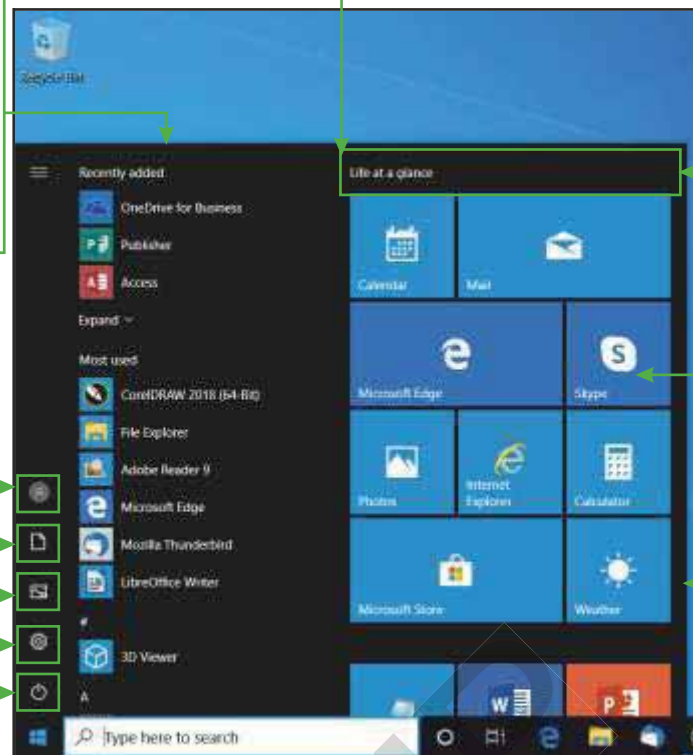 Recycle Bin
Recently added
Life at a glance
OneDrive for Business
Publisher
Access
Expand
Calendar
Mail
Most used
CorelDRAW 2018 (64-Bit)
Microsoft Edge
Skype
File Explorer
Adobe Reader 9
Microsoft Edge
Photos
Internet
Explorer
Calculator
Mozilla Thunderbird
LibreOffice Writer
Microsoft Store
Weather
#
3D Viewer
A
Type here to search